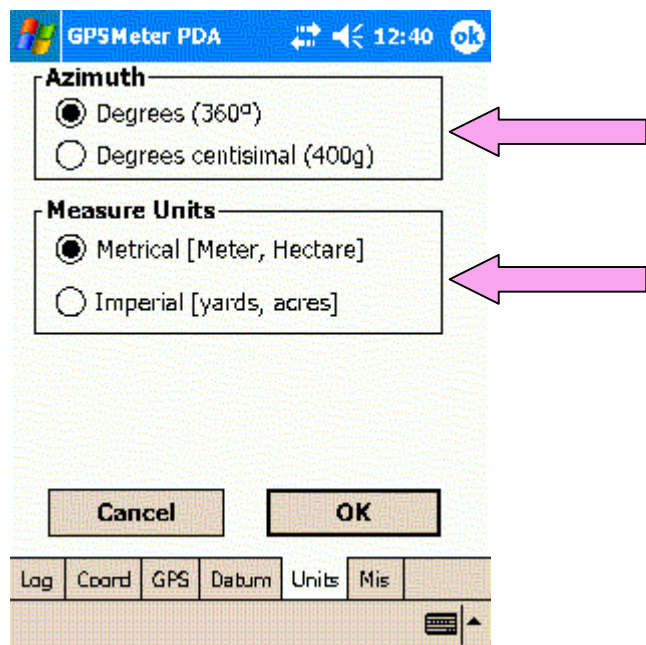 GPSMeter PDA 12:40 ok
Azimuth
Degrees (360º)
Degrees centisimal (400g)
Measure Units
Metrical [Meter, Hectare]
Imperial [yards, acres]
Cancel OK
Log Coord GPS Datum Units Mis